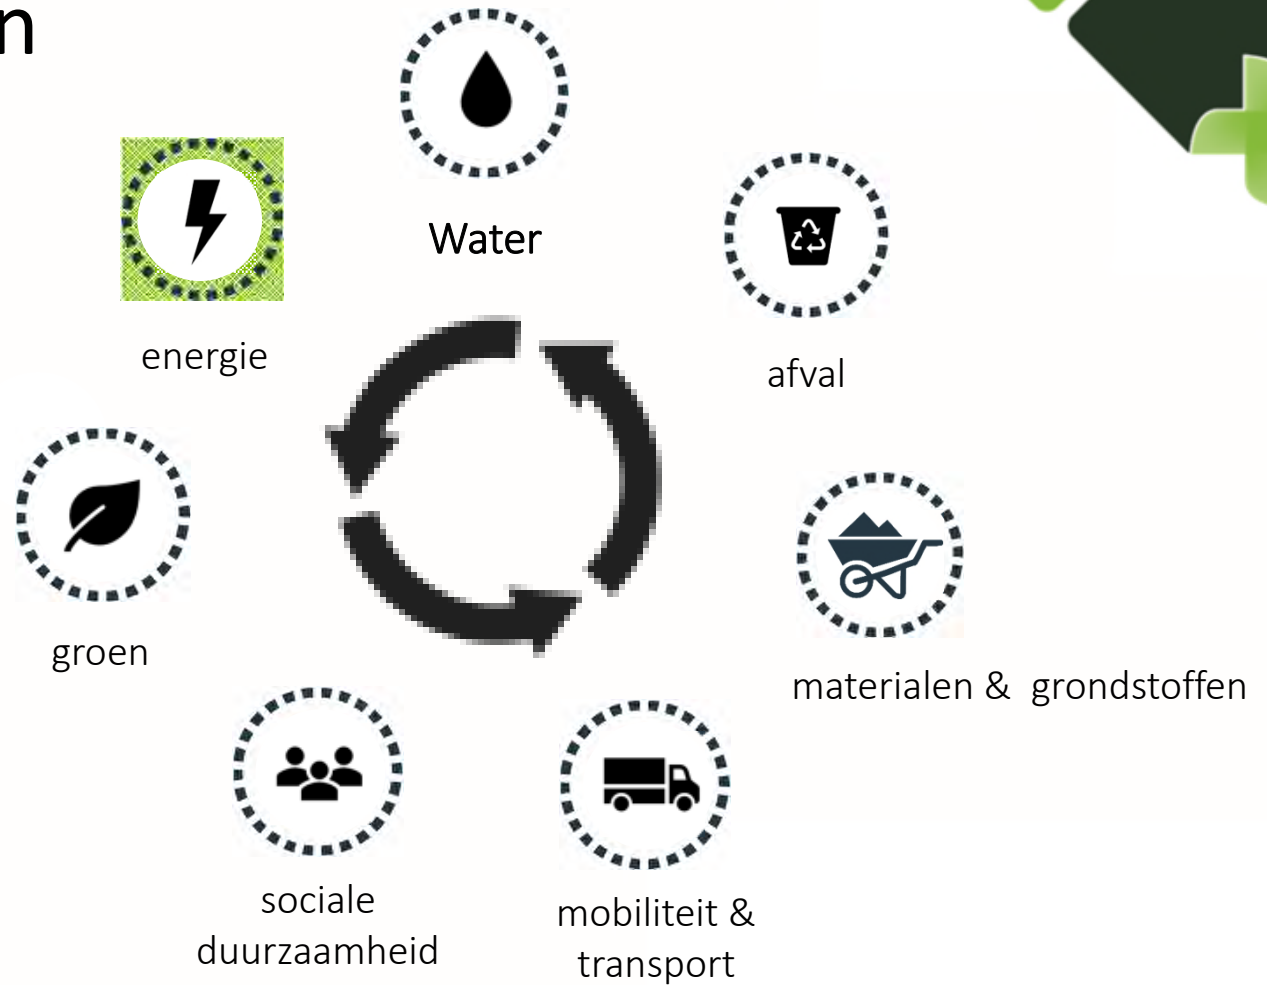 n
Water
energie
afval
groen
materialen & grondstoffen
sociale
duurzaamheid
mobiliteit &
transport